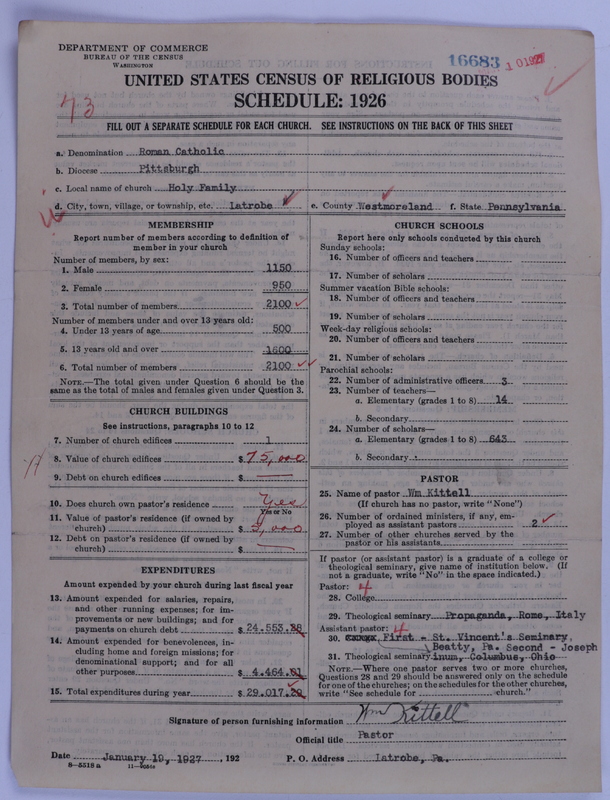 DEPARTMENT OF COMMERCE
BUREAU OF THE CENSUS
WASHINGTON
16683
UNITED STATES CENSUS OF RELIGIOUS BODIES
SCHEDULE: 1926
73
FILL OUT A SEPARATE SCHEDULE FOR EACH CHURCH. SEE INSTRUCTIONS ON THE BACK OF THIS SHEET
a. Denomination Roman Catholic
b. Diocese Pittsburgh
c. Local name of church Holy Family
d. City, town, village, or township, etc. Latrobe e. County Westmoreland f. State Pennsylvania
MEMBERSHIP
Report number of members according to definition of
member in your church
Number of members, by sex:
1. Male 1150
2. Female 950
3. Total number of members 2100
Number of members under and over 13 years old:
4. Under 13 years of age 500
5. 13 years old and over 1600
6. Total number of members 2100
NOTE.—The total given under Question 6 should be the
same as the total of males and females given under Question 3.
CHURCH BUILDINGS
See instructions, paragraphs 10 to 12
7. Number of church edifices 1
8. Value of church edifices $75,000
9. Debt on church edifices $
10. Does church own pastor's residence Yes
Yes or No
11. Value of pastor's residence (if owned by
church) $5,000
12. Debt on pastor's residence (if owned by
church) $
EXPENDITURES
Amount expended by your church during last fiscal year
13. Amount expended for salaries, repairs,
and other running expenses; for im-
provements or new buildings; and for
payments on church debt $24.553.28
14. Amount expended for benevolences, in-
cluding home and foreign missions; for
denominational support; and for all
other purposes $4.464.01
15. Total expenditures during year $29.017.29
CHURCH SCHOOLS
Report here only schools conducted by this church
Sunday schools:
16. Number of officers and teachers
17. Number of scholars
Summer vacation Bible schools:
18. Number of officers and teachers
19. Number of scholars
Week-day religious schools:
20. Number of officers and teachers
21. Number of scholars
Parochial schools:
22. Number of administrative officers 3
23. Number of teachers—
a. Elementary (grades 1 to 8) 14
b. Secondary
24. Number of scholars—
a. Elementary (grades 1 to 8) 643
b. Secondary
PASTOR
25. Name of pastor Wm Kittell
(If church has no pastor, write "None")
26. Number of ordained ministers, if any, em-
ployed as assistant pastors 2
27. Number of other churches served by the
pastor or his assistants
If pastor (or assistant pastor) is a graduate of a college or
theological seminary, give name of institution below. (If
not a graduate, write "No" in the space indicated.)
Pastor: 4
28. College
29. Theological seminary Propaganda, Rome, Italy
Assistant pastor: 4
30. College First - St. Vincent's Seminary,
Beatty, Pa. Second - Joseph
31. Theological seminary inum, Columbus, Ohio
NOTE.—Where one pastor serves two or more churches,
Questions 28 and 29 should be answered only on the schedule
for one of the churches; on the schedules for the other churches,
write "See schedule for church."
Signature of person furnishing information Wm Kittell
Official title Pastor
Date January 19, 1927, 192 P. O. Address Latrobe, Pa.
8—5518 a